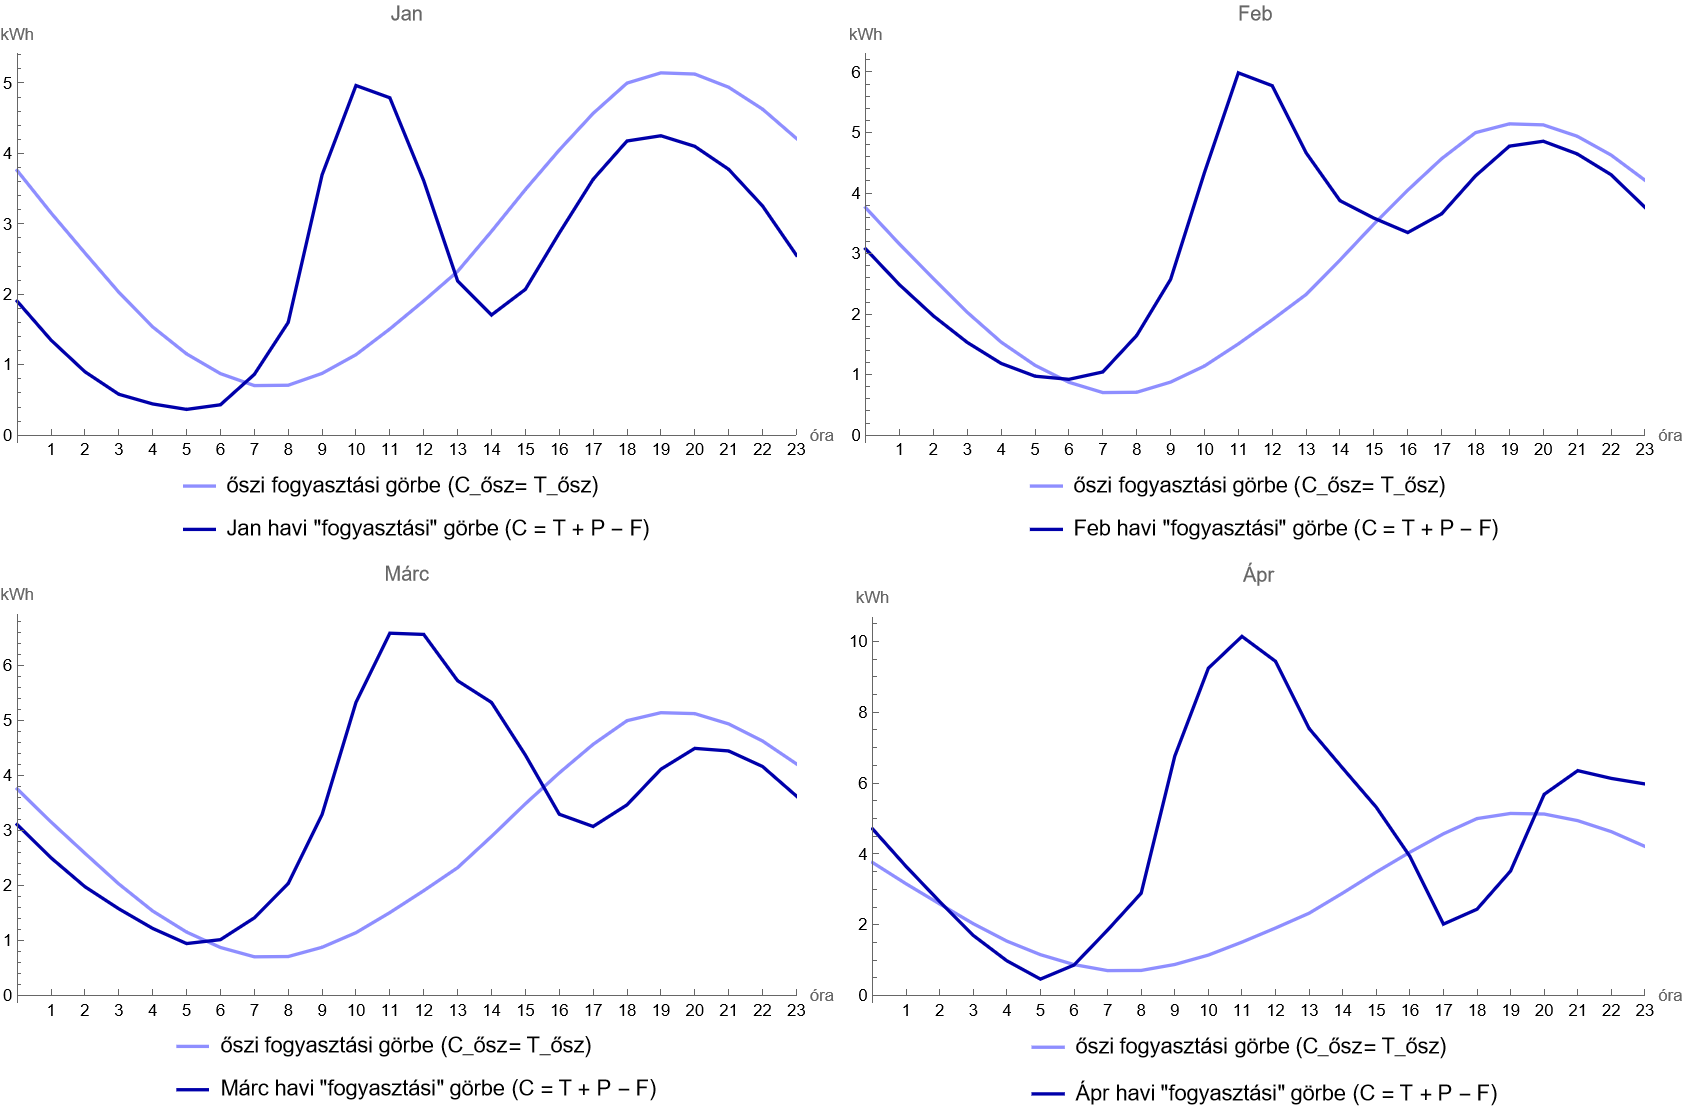 Jan
kWh
5
4
3
2
1
0
1 2 3 4 5 6 7 8 9 10 11 12 13 14 15 16 17 18 19 20 21 22 23 óra
őszi fogyasztási görbe (C_ősz= T_ősz)
Jan havi "fogyasztási" görbe (C = T + P − F)
Feb
kWh
6
5
4
3
2
1
0
1 2 3 4 5 6 7 8 9 10 11 12 13 14 15 16 17 18 19 20 21 22 23 óra
őszi fogyasztási görbe (C_ősz= T_ősz)
Feb havi "fogyasztási" görbe (C = T + P − F)
Márc
kWh
6
5
4
3
2
1
0
1 2 3 4 5 6 7 8 9 10 11 12 13 14 15 16 17 18 19 20 21 22 23 óra
őszi fogyasztási görbe (C_ősz= T_ősz)
Márc havi "fogyasztási" görbe (C = T + P − F)
Ápr
kWh
10
8
6
4
2
0
1 2 3 4 5 6 7 8 9 10 11 12 13 14 15 16 17 18 19 20 21 22 23 óra
őszi fogyasztási görbe (C_ősz= T_ősz)
Ápr havi "fogyasztási" görbe (C = T + P − F)